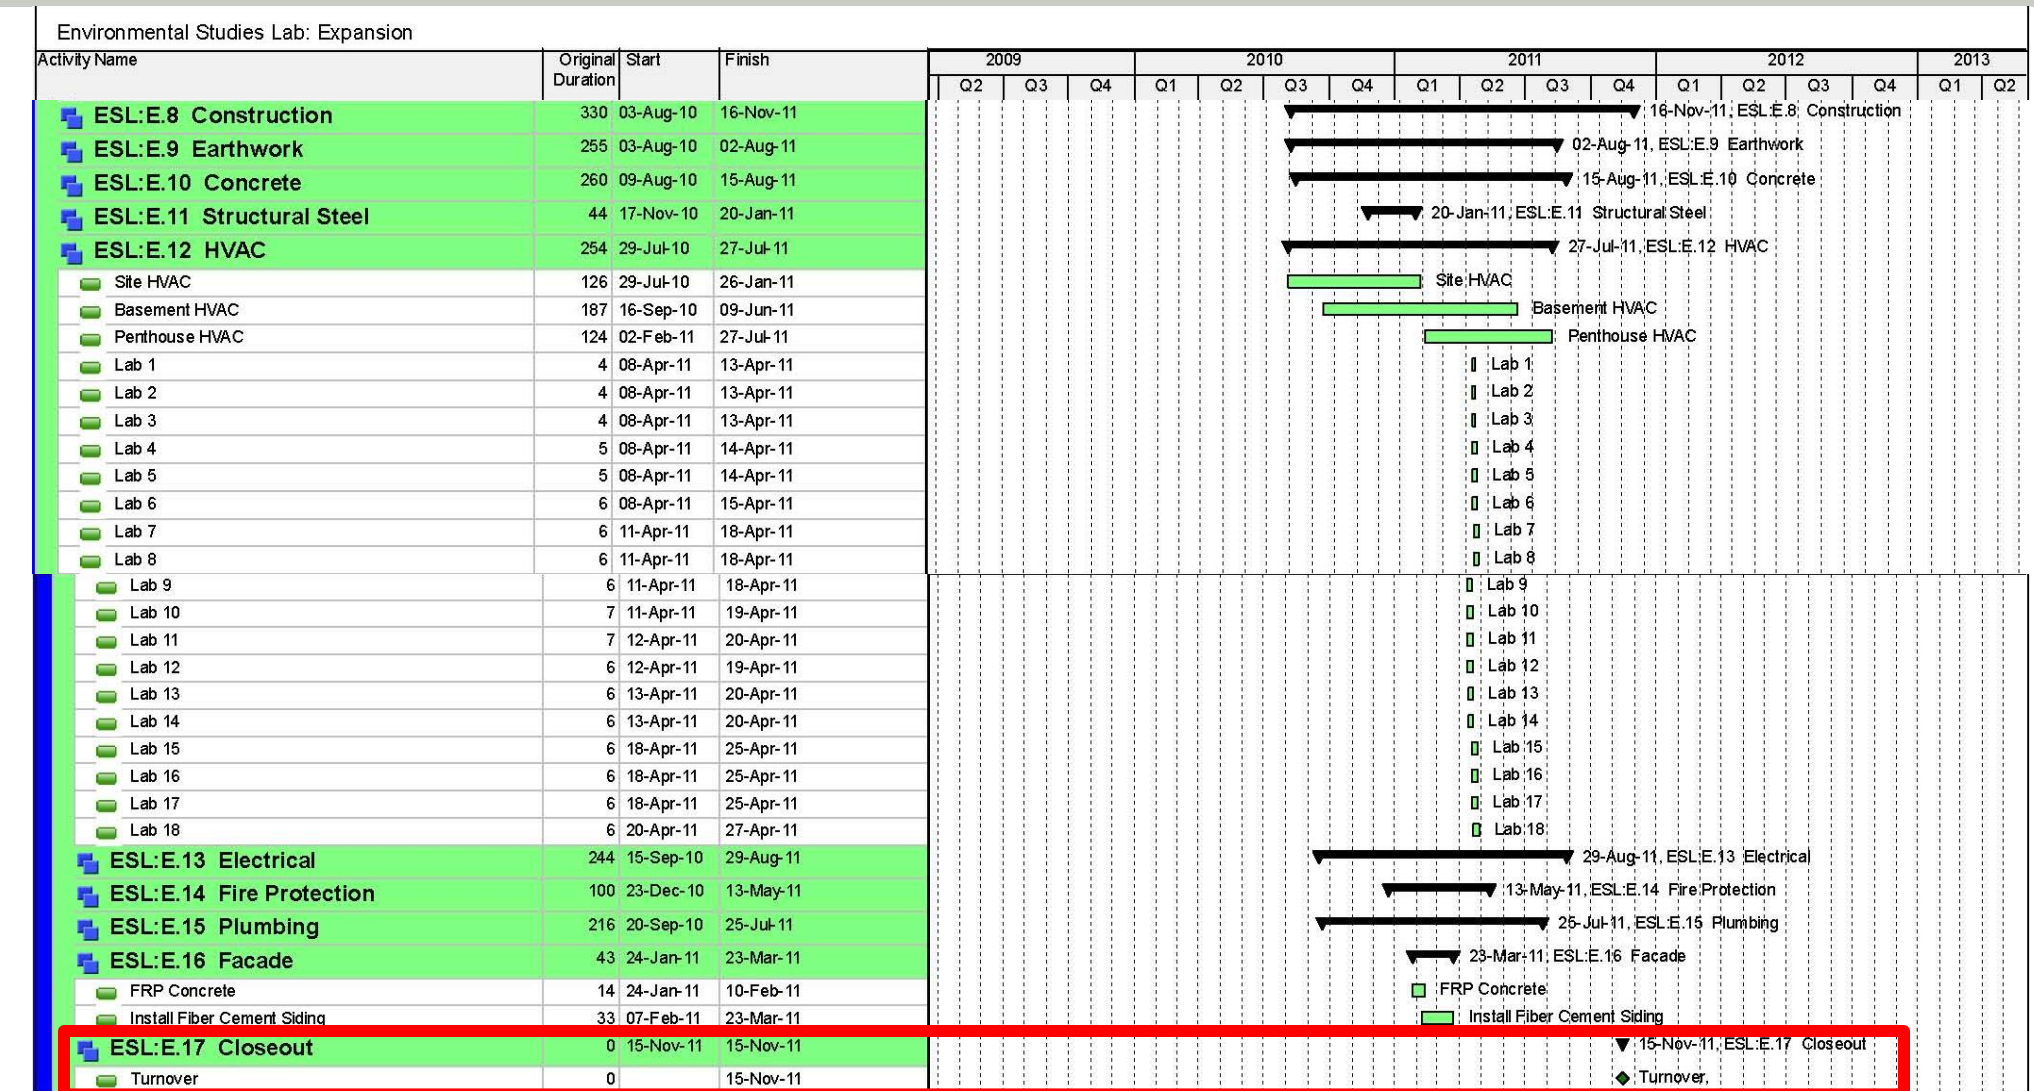 Environmental Studies Lab: Expansion
Activity Name Original Duration Start Finish 2009 2010 2011 2012 2013
Q2 Q3 Q4 Q1 Q2 Q3 Q4 Q1 Q2 Q3 Q4 Q1 Q2 Q3 Q4 Q1 Q2
ESL:E.8 Construction 330 03-Aug-10 16-Nov-11 16-Nov-11, ESL:E.8 Construction
ESL:E.9 Earthwork 255 03-Aug-10 02-Aug-11 02-Aug-11, ESL:E.9 Earthwork
ESL:E.10 Concrete 260 09-Aug-10 15-Aug-11 15-Aug-11, ESL:E.10 Concrete
ESL:E.11 Structural Steel 44 17-Nov-10 20-Jan-11 20-Jan-11, ESL:E.11 Structural Steel
ESL:E.12 HVAC 254 29-Jul-10 27-Jul-11 27-Jul-11, ESL:E.12 HVAC
Site HVAC 126 29-Jul-10 26-Jan-11 Site HVAC
Basement HVAC 187 16-Sep-10 09-Jun-11 Basement HVAC
Penthouse HVAC 124 02-Feb-11 27-Jul-11 Penthouse HVAC
Lab 1 4 08-Apr-11 13-Apr-11 Lab 1
Lab 2 4 08-Apr-11 13-Apr-11 Lab 2
Lab 3 4 08-Apr-11 13-Apr-11 Lab 3
Lab 4 5 08-Apr-11 14-Apr-11 Lab 4
Lab 5 5 08-Apr-11 14-Apr-11 Lab 5
Lab 6 6 08-Apr-11 15-Apr-11 Lab 6
Lab 7 6 11-Apr-11 18-Apr-11 Lab 7
Lab 8 6 11-Apr-11 18-Apr-11 Lab 8
Lab 9 6 11-Apr-11 18-Apr-11 Lab 9
Lab 10 7 11-Apr-11 19-Apr-11 Lab 10
Lab 11 7 12-Apr-11 20-Apr-11 Lab 11
Lab 12 6 12-Apr-11 19-Apr-11 Lab 12
Lab 13 6 13-Apr-11 20-Apr-11 Lab 13
Lab 14 6 13-Apr-11 20-Apr-11 Lab 14
Lab 15 6 18-Apr-11 25-Apr-11 Lab 15
Lab 16 6 18-Apr-11 25-Apr-11 Lab 16
Lab 17 6 18-Apr-11 25-Apr-11 Lab 17
Lab 18 6 20-Apr-11 27-Apr-11 Lab 18
ESL:E.13 Electrical 244 15-Sep-10 29-Aug-11 29-Aug-11, ESL:E.13 Electrical
ESL:E.14 Fire Protection 100 23-Dec-10 13-May-11 13-May-11, ESL:E.14 Fire Protection
ESL:E.15 Plumbing 216 20-Sep-10 25-Jul-11 25-Jul-11, ESL:E.15 Plumbing
ESL:E.16 Facade 43 24-Jan-11 23-Mar-11 23-Mar-11, ESL:E.16 Facade
FRP Concrete 14 24-Jan-11 10-Feb-11 FRP Concrete
Install Fiber Cement Siding 33 07-Feb-11 23-Mar-11 Install Fiber Cement Siding
ESL:E.17 Closeout 0 15-Nov-11 15-Nov-11 15-Nov-11, ESL:E.17 Closeout
Turnover 0 15-Nov-11 Turnover,